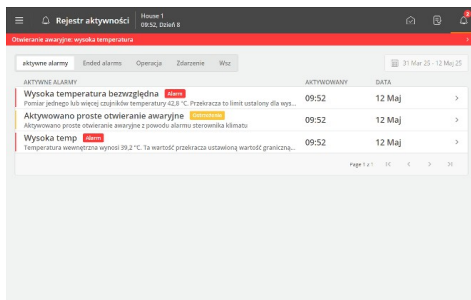 Rejestr aktywności
House 1
09:52, Dzień 8
Otwieranie awaryjne: wysoka temperatura
aktywne alarmy Ended alarms Operacja Zdarzenie Wsz
31 Mar 25 - 12 Maj 25
AKTYWNE ALARMY AKTYWOWANY DATA
Wysoka temperatura bezwzględna Alarm
Pomiar jednego lub więcej czujników temperatury 42,8 °C. Przekracza to limit ustalony dla wys...
09:52 12 Maj
Aktywowano proste otwieranie awaryjne Ostrzeżenie
Aktywowano proste otwieranie awaryjne z powodu alarmu sterownika klimatu
09:52 12 Maj
Wysoka temp Alarm
Temperatura wewnętrzna wynosi 39,2 °C. Ta wartość przekracza ustawioną wartość graniczną...
09:52 12 Maj
Page 1 z 1